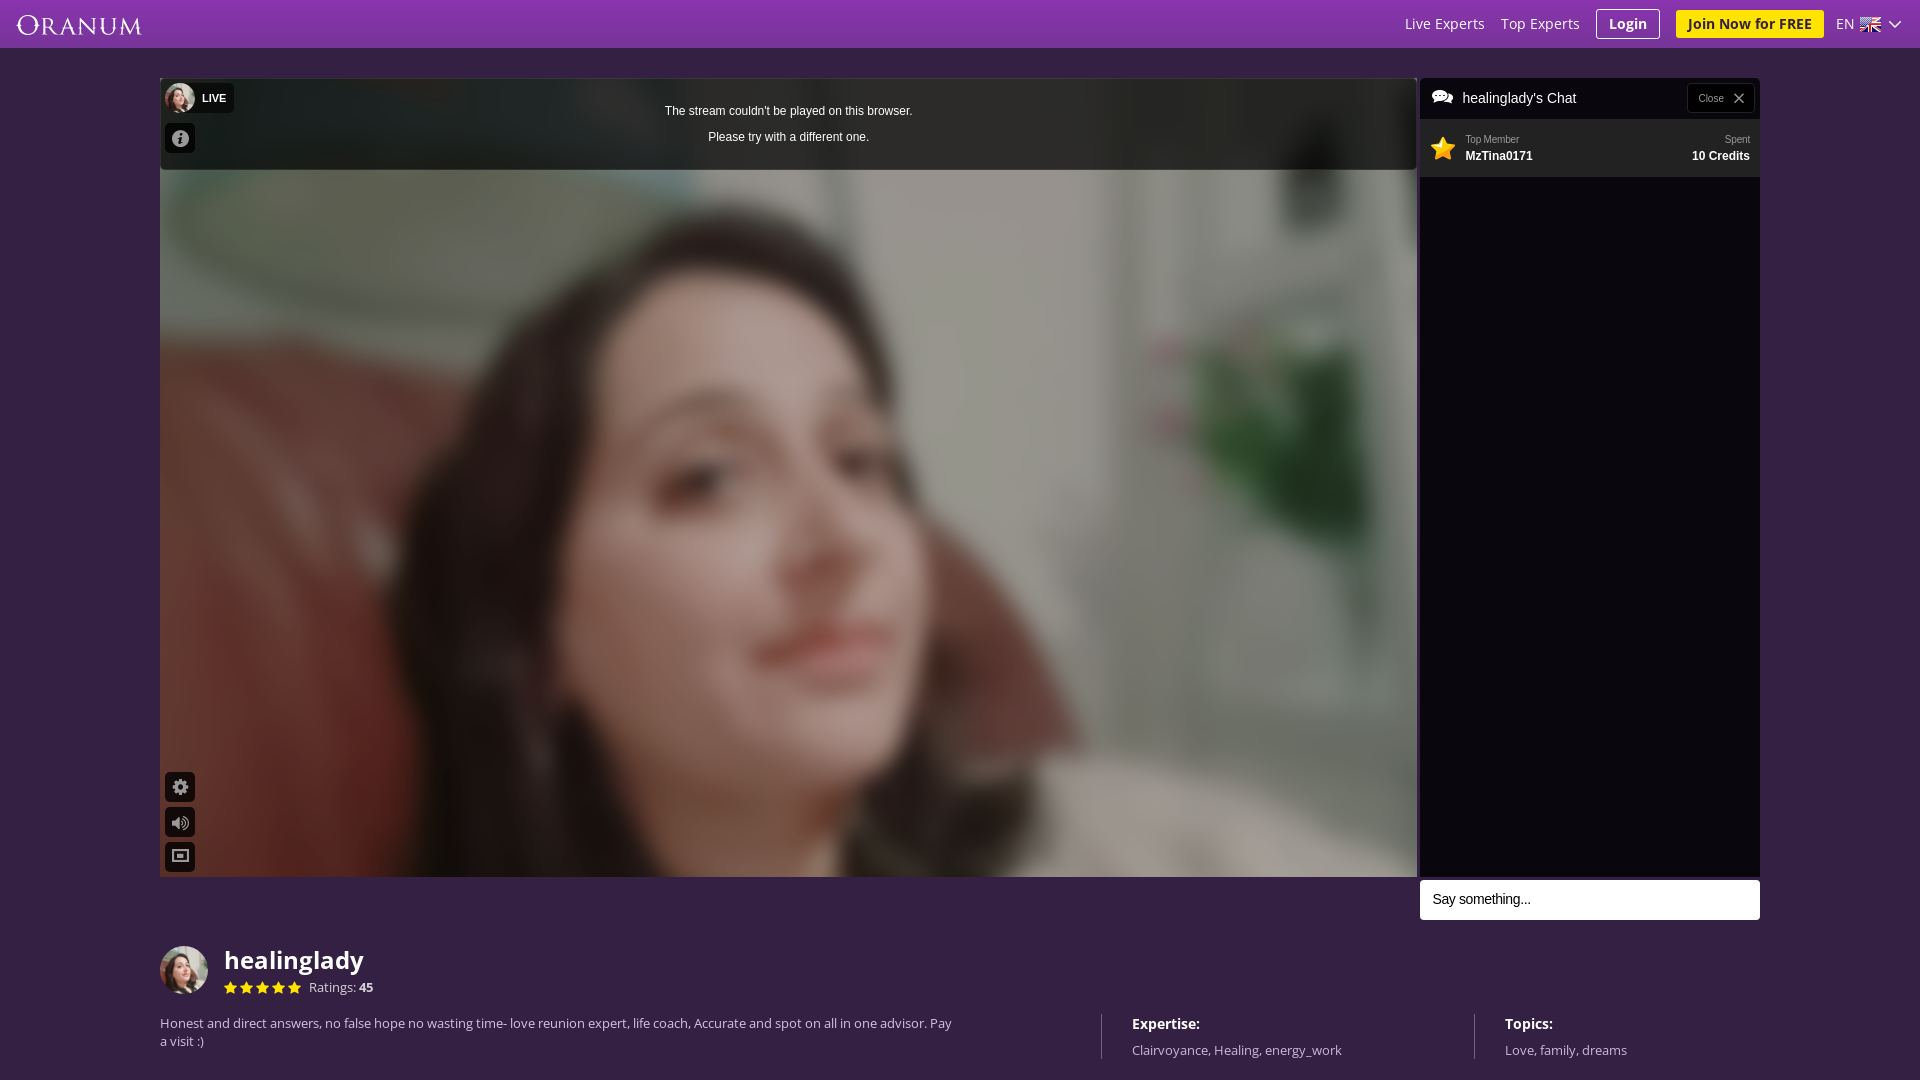 ORANUM
Live Experts
Top Experts
Login
Join Now for FREE
EN
LIVE
The stream couldn't be played on this browser.
Please try with a different one.
healinglady's Chat
Close
Top Member
Spent
MzTina0171
10 Credits
Say something...
healinglady
Ratings: 45
Honest and direct answers, no false hope no wasting time- love reunion expert, life coach, Accurate and spot on all in one advisor. Pay
a visit :)
Expertise:
Clairvoyance, Healing, energy_work
Topics:
Love, family, dreams